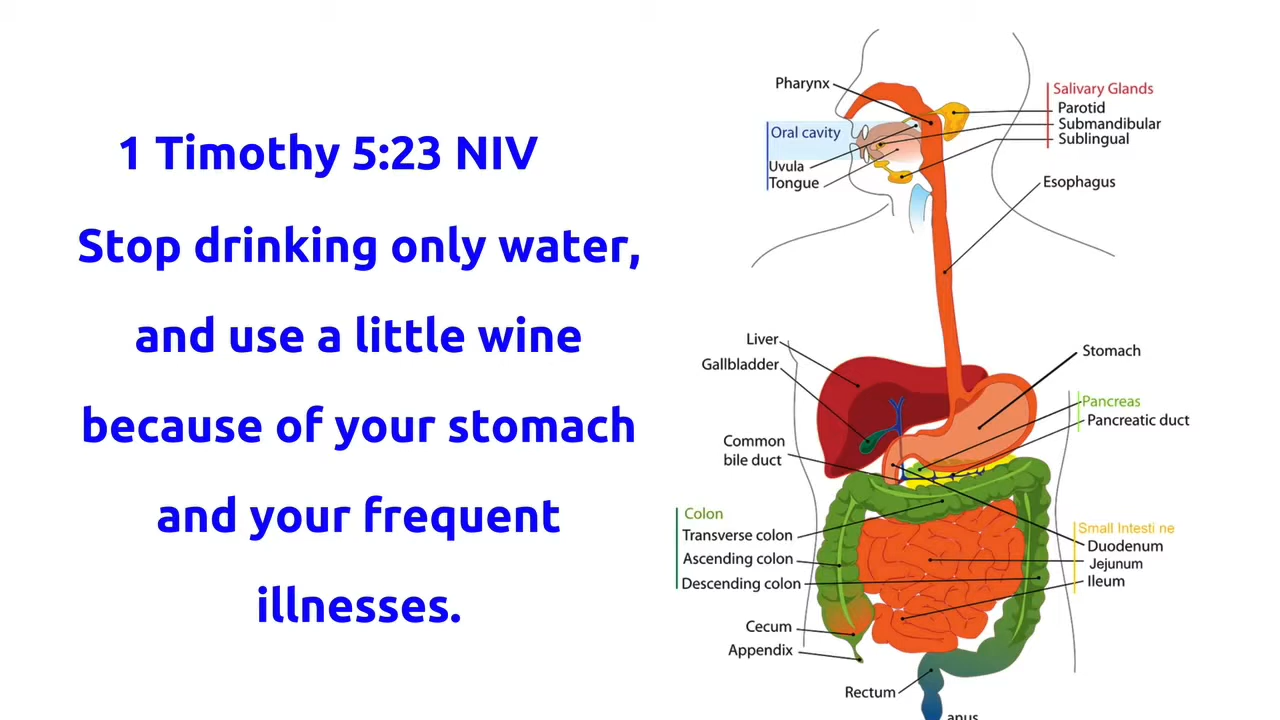 1 Timothy 5:23 NIV
Stop drinking only water,
and use a little wine
because of your stomach
and your frequent
illnesses.
Pharynx
Oral cavity
Uvula
Tongue
Salivary Glands
Parotid
Submandibular
Sublingual
Esophagus
Liver
Gallbladder
Stomach
Pancreas
Pancreatic duct
Common
bile duct
Colon
Transverse colon
Ascending colon
Descending colon
Small Intesti ne
Duodenum
Jejunum
Ileum
Cecum
Appendix
Rectum
anus